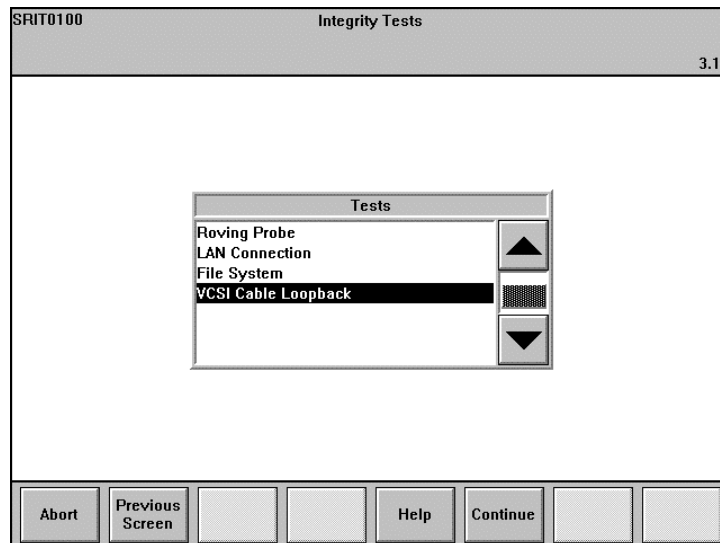 SRIT0100
Integrity Tests
3.1
Tests
Roving Probe
LAN Connection
File System
VCSI Cable Loopback
Abort
Previous
Screen
Help
Continue